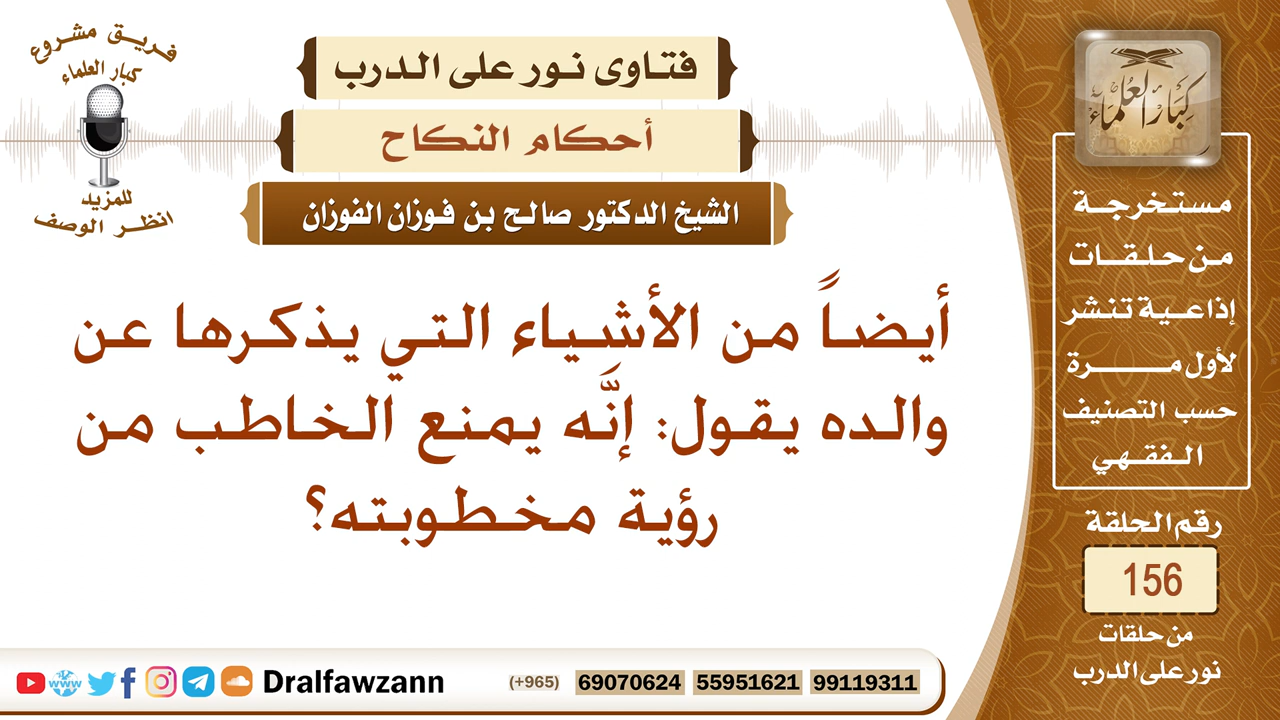 فريق مشروع
كبار العلماء
للمزيد
انظر الوصف
فتاوى نور على الدرب
أحكام النكاح
الشيخ الدكتور صالح بن فوزان الفوزان
أيضاً من الأشياء التي يذكرها عن
والده يقول: إنَّه يمنع الخاطب من
رؤية مخطوبته؟
كبار العلماء
مستخرجة
من حلقات
إذاعية تنشر
لأول مرة
حسب التصنيف
الفقهي
رقم الحلقة
156
من حلقات
نور على الدرب
www Dralfawzann (+965) 69070624 55951621 99119311